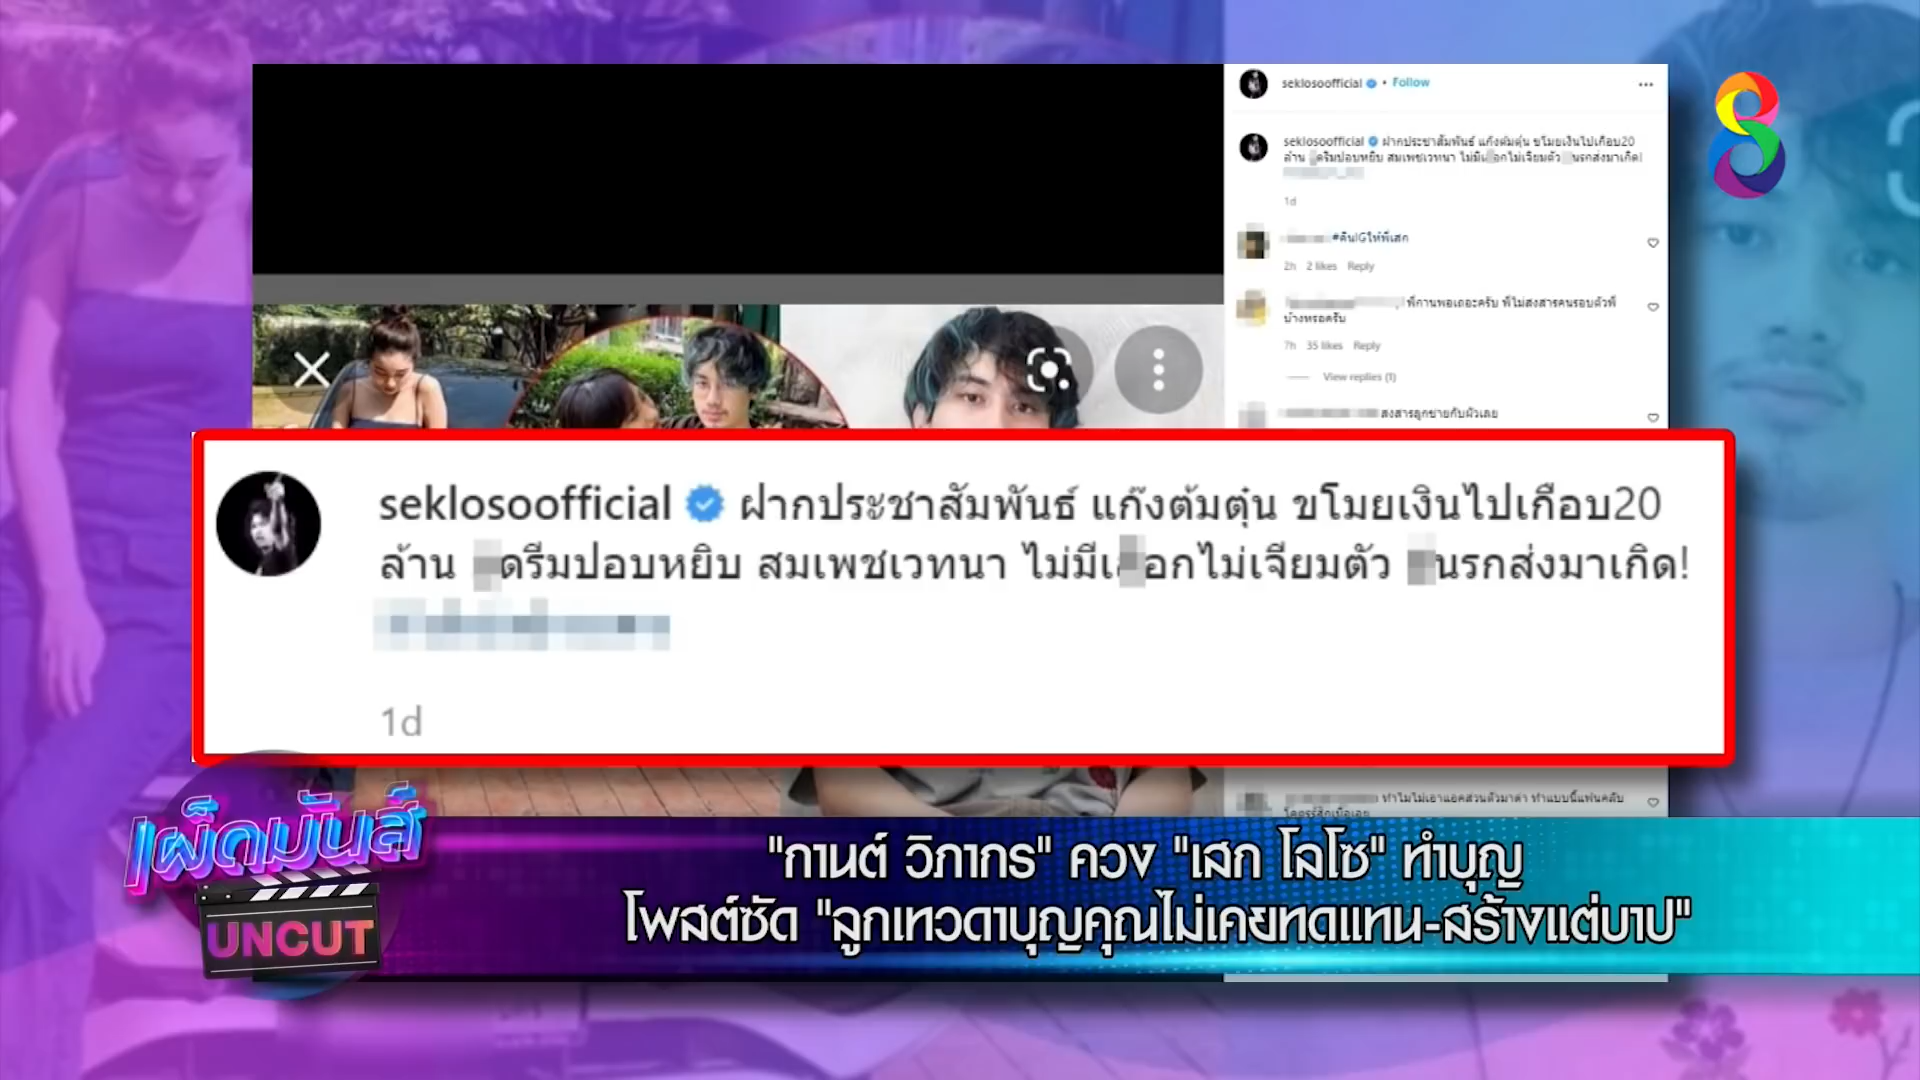 seklosoofficial • Follow
seklosoofficial ฝากประชาสัมพันธ์ แก๊งต้มตุ๋น ขโมยเงินไปเกือบ20
ล้าน ดรีมปอบหยิบ สมเพชเวทนา ไม่มีเ อกไม่เจียมตัว นรกส่งมาเกิด!
1d
#คืนIGให้พี่เสก
2h 2 likes Reply
พี่กานพอเถอะครับ พี่ไม่สงสารคนรอบตัวพี่
บ้างหรอครับ
7h 35 likes Reply
View replies (1)
สงสารลูกชายกับผัวเลย
seklosoofficial ฝากประชาสัมพันธ์ แก๊งต้มตุ๋น ขโมยเงินไปเกือบ20
ล้าน ดรีมปอบหยิบ สมเพชเวทนา ไม่มีเ อกไม่เจียมตัว นรกส่งมาเกิด!
1d
ทำไมไม่เอาแอคส่วนตัวมาด่า ทำแบบนี้แฟนคลับ
8
เผ็ดมันส์
UNCUT
"กานต์ วิภากร" ควง "เสก โลโซ" ทำบุญ
โพสต์ซัด "ลูกเทวดาบุญคุณไม่เคยทดแทน-สร้างแต่บาป"